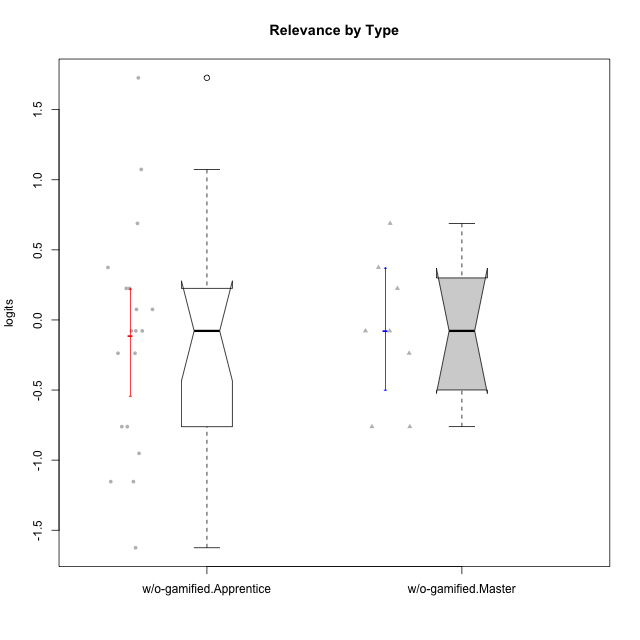 Relevance by Type
logits
1.5
1.0
0.5
0.0
-0.5
-1.0
-1.5
w/o-gamified.Apprentice
w/o-gamified.Master